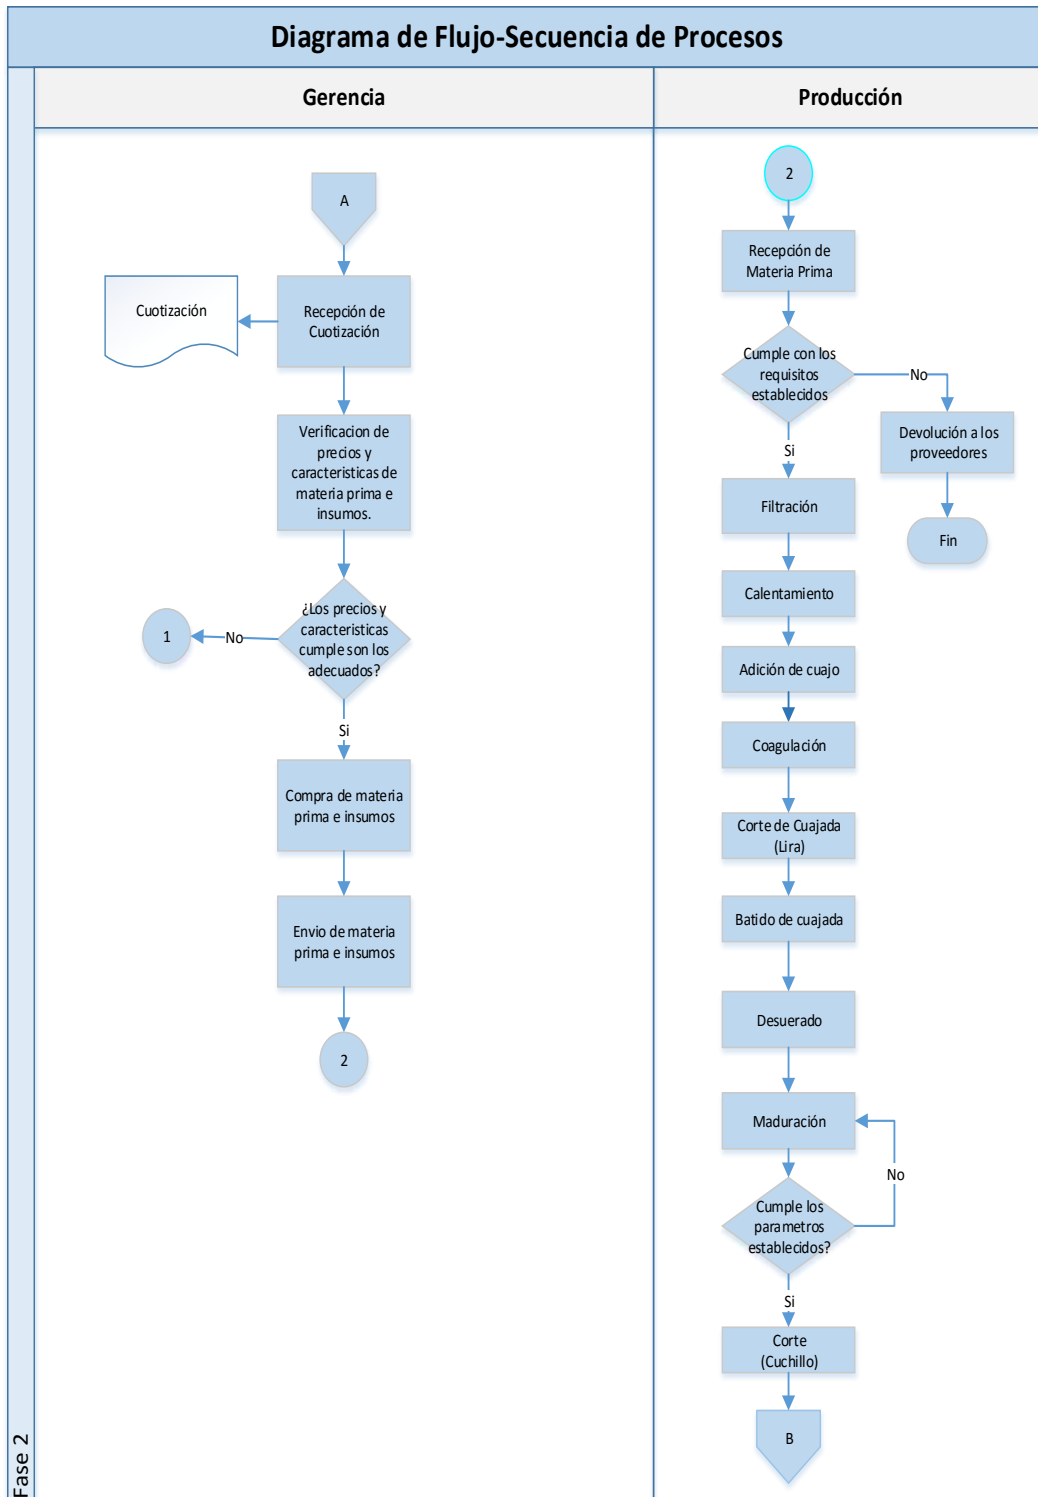 Diagrama de Flujo-Secuencia de Procesos
Gerencia
Producción
Fase 2
A
Cuotización
Recepción de
Cuotización
Verificacion de
precios y
caracteristicas de
materia prima e
insumos.
¿Los precios y
caracteristicas
cumple son los
adecuados?
No
1
Si
Compra de materia
prima e insumos
Envio de materia
prima e insumos
2
2
Recepción de
Materia Prima
Cumple con los
requisitos
establecidos
No
Devolución a los
proveedores
Fin
Si
Filtración
Calentamiento
Adición de cuajo
Coagulación
Corte de Cuajada
(Lira)
Batido de cuajada
Desuerado
Maduración
No
Cumple los
parametros
establecidos?
Si
Corte
(Cuchillo)
B